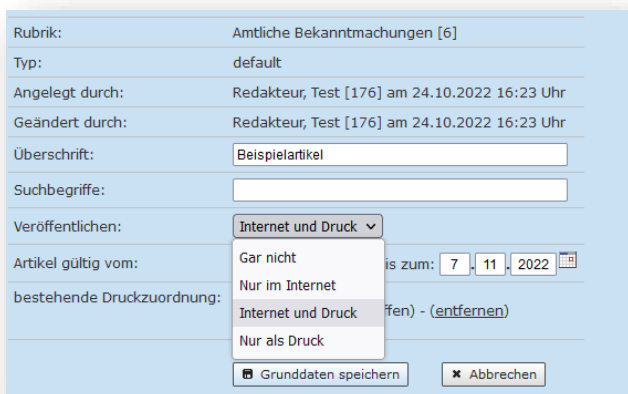 Rubrik: Amtliche Bekanntmachungen [6]
Typ: default
Angelegt durch: Redakteur, Test [176] am 24.10.2022 16:23 Uhr
Geändert durch: Redakteur, Test [176] am 24.10.2022 16:23 Uhr
Überschrift: Beispielartikel
Suchbegriffe:
Veröffentlichen: Internet und Druck
Gar nicht
Artikel gültig vom: is zum: 7 . 11 . 2022
Nur im Internet
bestehende Druckzuordnung:
Internet und Druck ffen) - (entfernen)
Nur als Druck
Grunddaten speichern Abbrechen